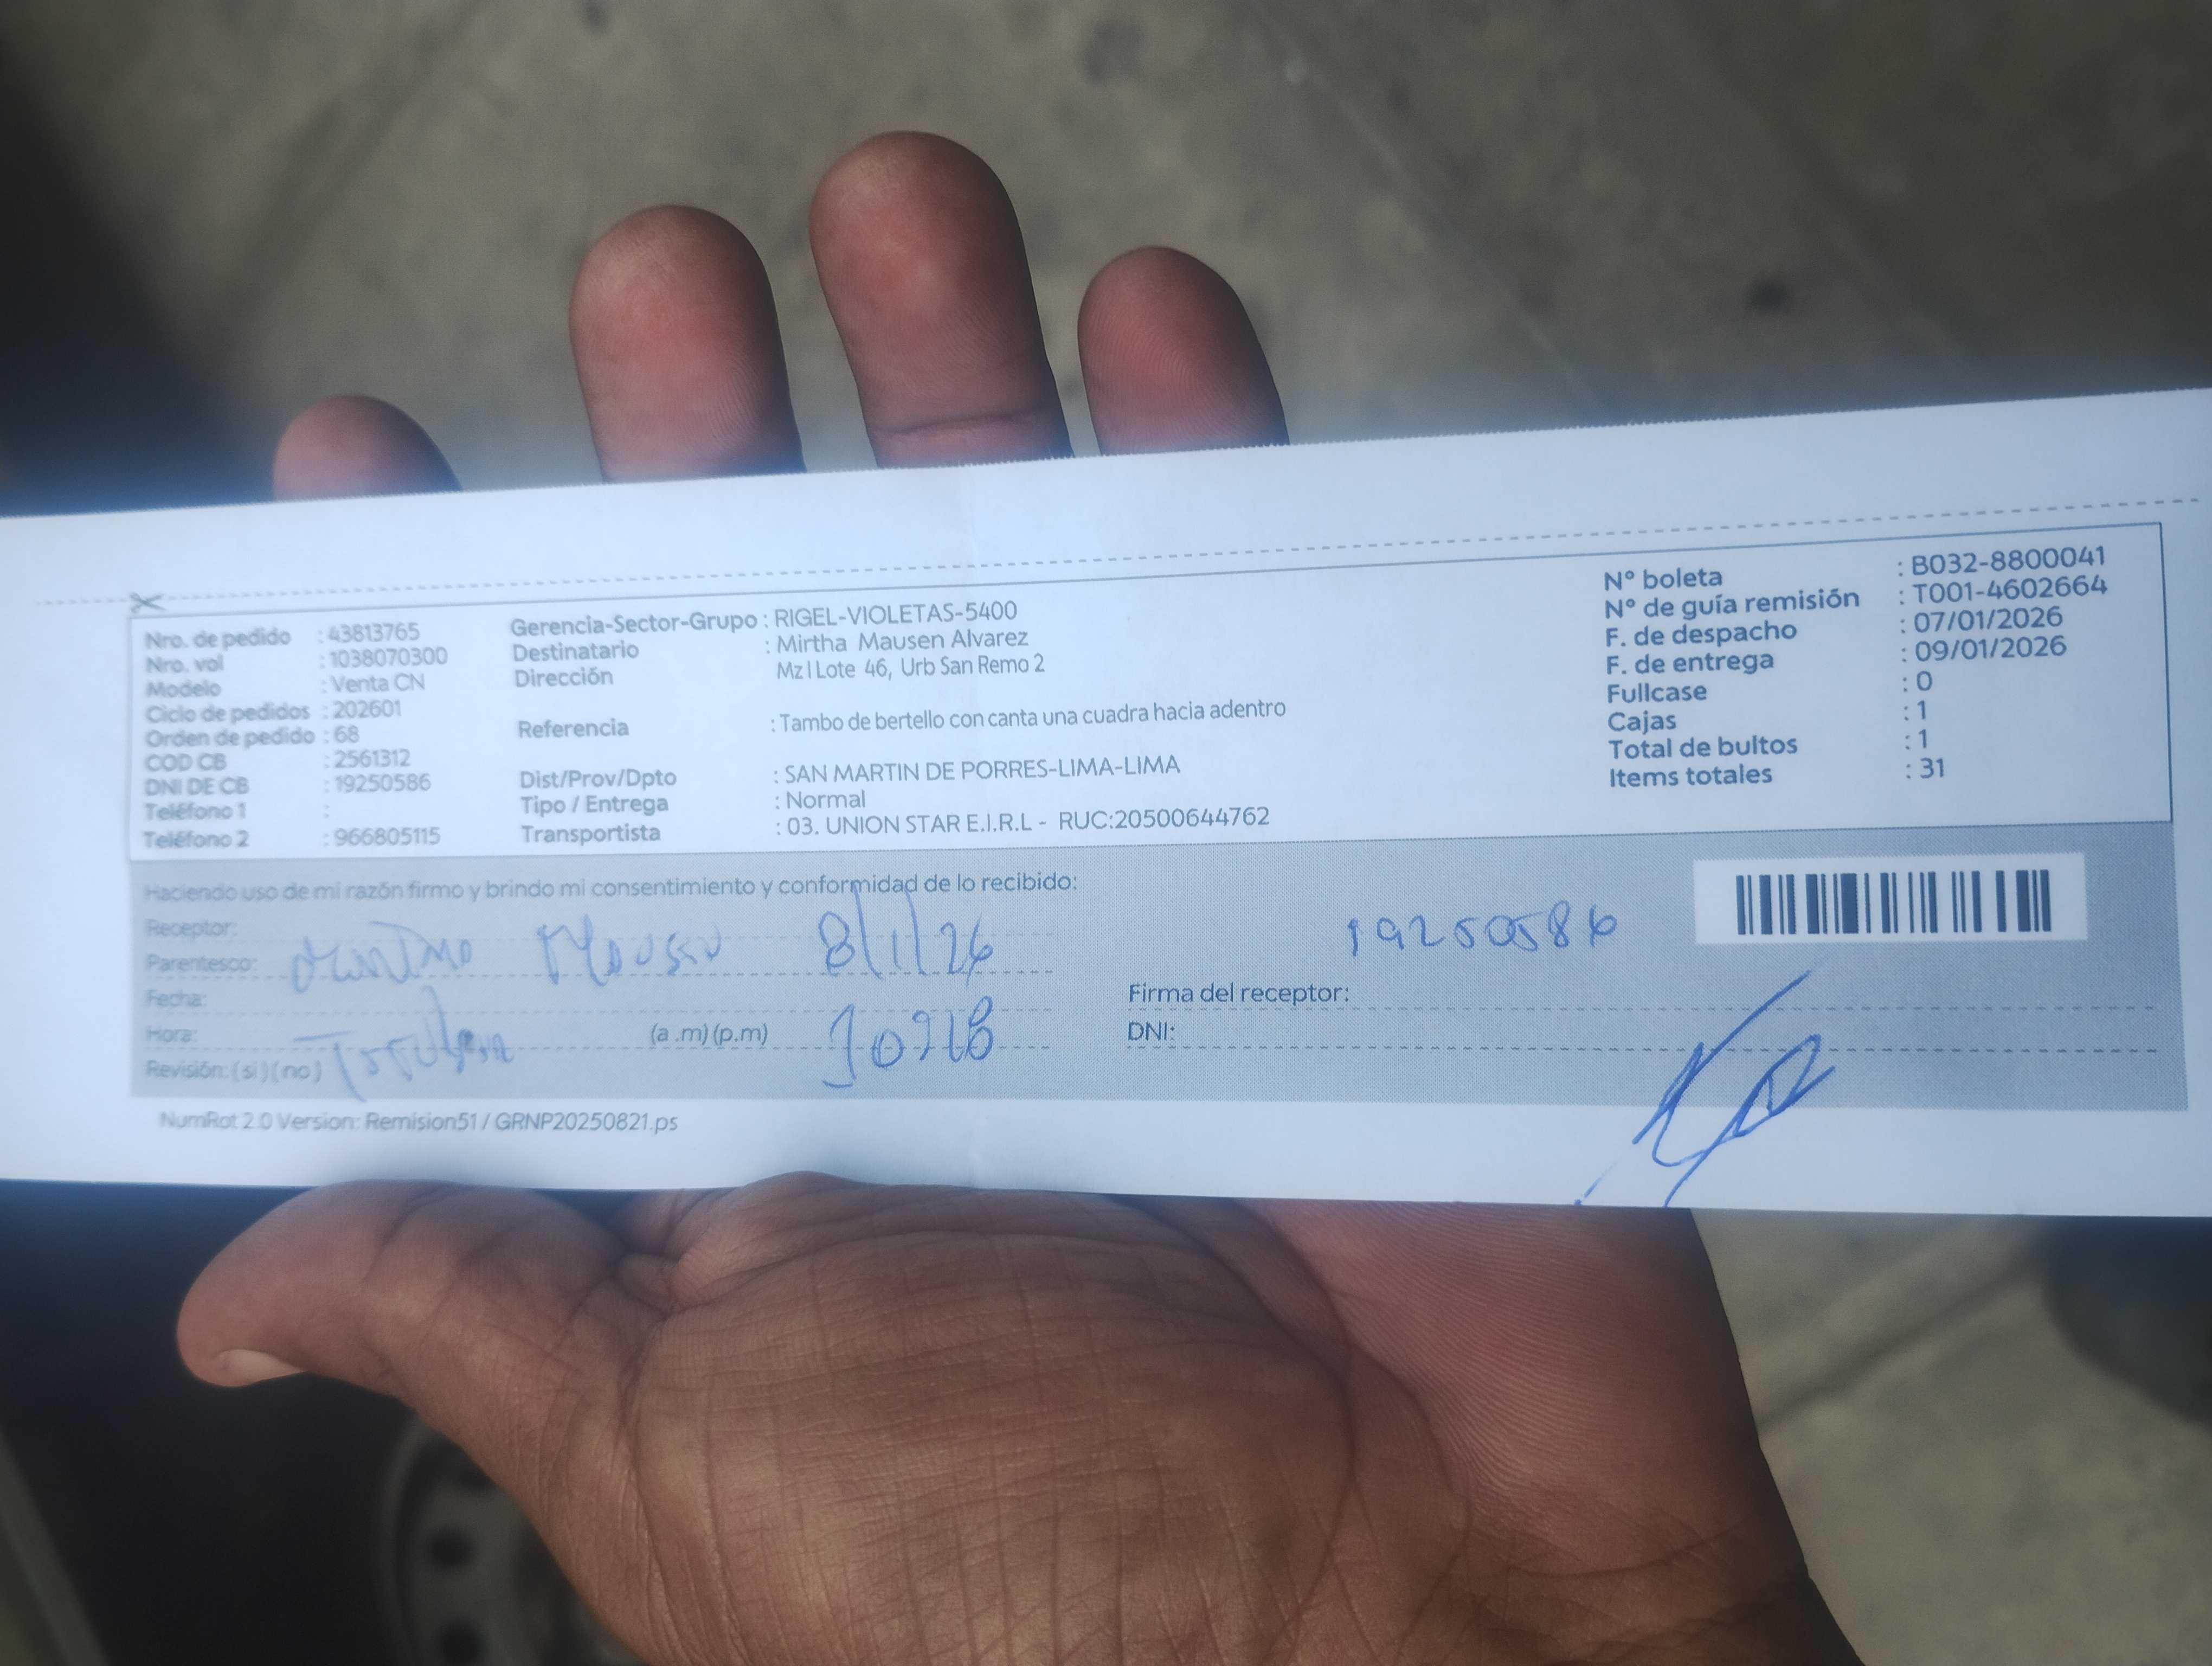 Nro. de pedido : 43813765
Nro. vol : 1038070300
Modelo : Venta CN
Ciclo de pedidos : 202601
Orden de pedido : 68
COD CB : 2561312
DNI DE CB : 19250586
Teléfono 1 :
Teléfono 2 : 966805115
Gerencia-Sector-Grupo : RIGEL-VIOLETAS-5400
Destinatario : Mirtha Mausen Alvarez
Dirección Mz I Lote 46, Urb San Remo 2
Referencia : Tambo de bertello con canta una cuadra hacia adentro
Dist/Prov/Dpto : SAN MARTIN DE PORRES-LIMA-LIMA
Tipo / Entrega : Normal
Transportista : 03. UNION STAR E.I.R.L - RUC:20500644762
N° boleta : B032-8800041
N° de guía remisión : T001-4602664
F. de despacho : 07/01/2026
F. de entrega : 09/01/2026
Fullcase : 0
Cajas : 1
Total de bultos : 1
Items totales : 31
Haciendo uso de mi razón firmo y brindo mi consentimiento y conformidad de lo recibido:
Receptor:
Parentesco: 8/1/26
Fecha:
Hora: (a .m) (p.m)
Revisión: (si) (no)
19250586
Firma del receptor:
DNI:
NumRot 2.0 Version: Remision51 / GRNP20250821.ps